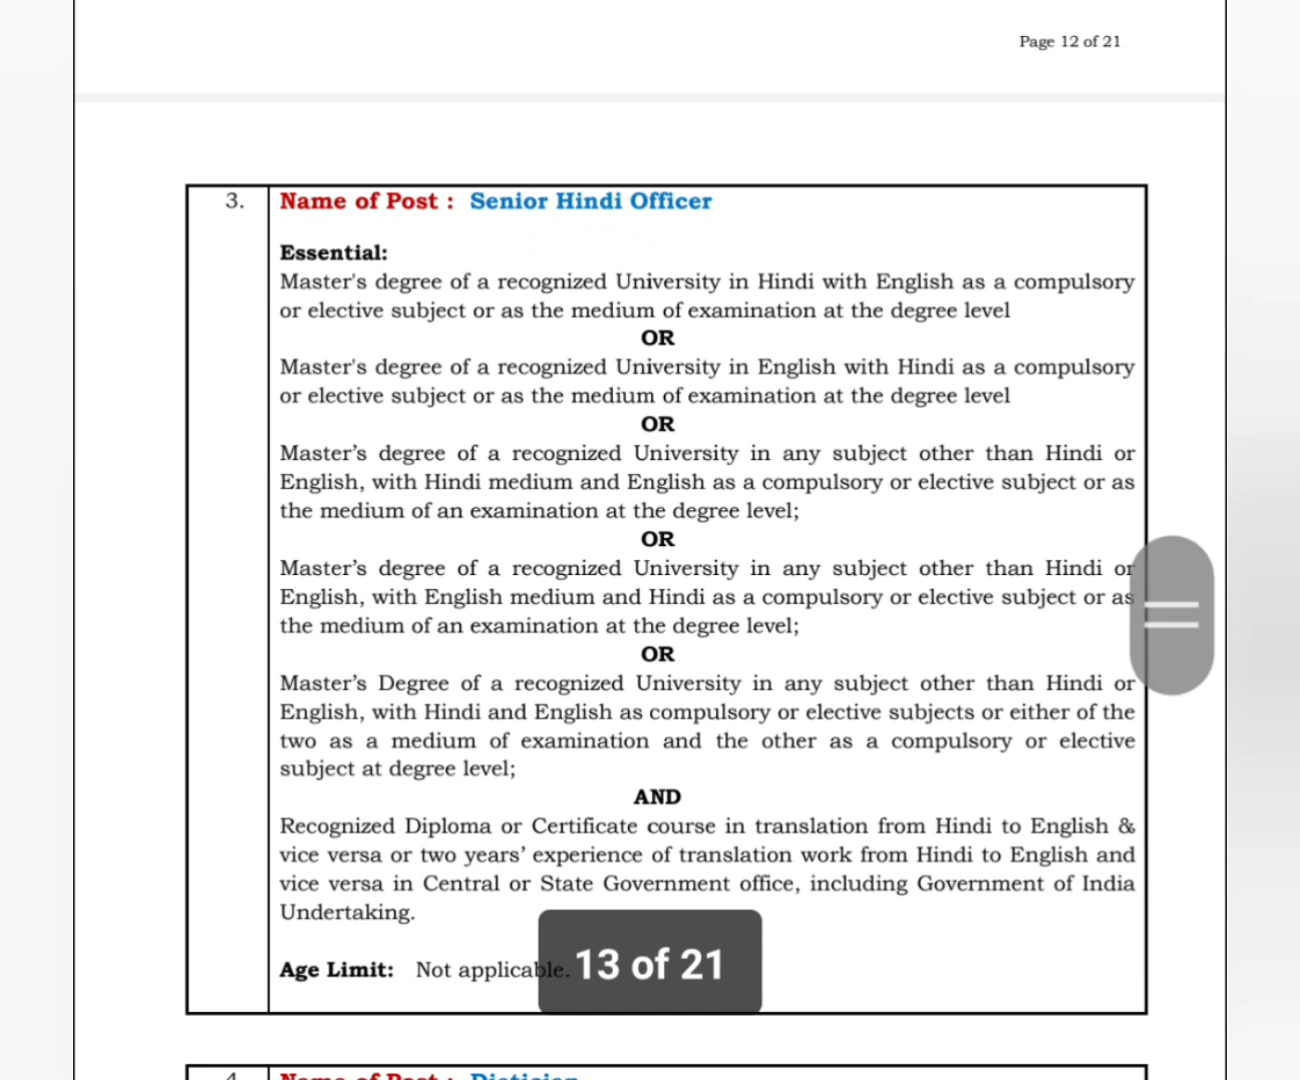 Page 12 of 21
3.
Name of Post : Senior Hindi Officer
Essential:
Master's degree of a recognized University in Hindi with English as a compulsory
or elective subject or as the medium of examination at the degree level
OR
Master's degree of a recognized University in English with Hindi as a compulsory
or elective subject or as the medium of examination at the degree level
OR
Master’s degree of a recognized University in any subject other than Hindi or
English, with Hindi medium and English as a compulsory or elective subject or as
the medium of an examination at the degree level;
OR
Master’s degree of a recognized University in any subject other than Hindi or
English, with English medium and Hindi as a compulsory or elective subject or as
the medium of an examination at the degree level;
OR
Master’s Degree of a recognized University in any subject other than Hindi or
English, with Hindi and English as compulsory or elective subjects or either of the
two as a medium of examination and the other as a compulsory or elective
subject at degree level;
AND
Recognized Diploma or Certificate course in translation from Hindi to English &
vice versa or two years’ experience of translation work from Hindi to English and
vice versa in Central or State Government office, including Government of India
Undertaking.
Age Limit: Not applicable.
13 of 21
4.
Name of Post : Dietician